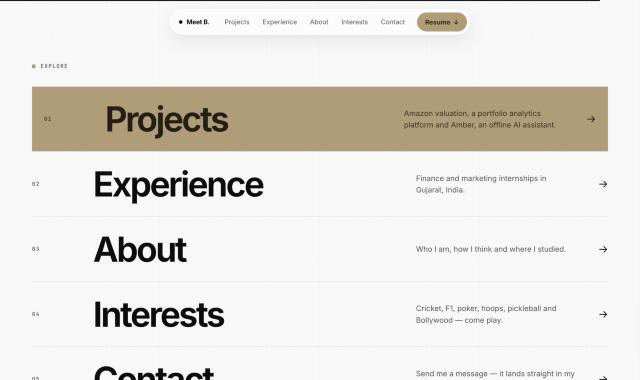 Meet B. Projects Experience About Interests Contact Resume ↓
EXPLORE
01 Projects Amazon valuation, a portfolio analytics
platform and Amber, an offline AI assistant. →
02 Experience Finance and marketing internships in
Gujarat, India. →
03 About Who I am, how I think and where I studied. →
04 Interests Cricket, F1, poker, hoops, pickleball and
Bollywood — come play. →
05 Contact Send me a message — it lands straight in my